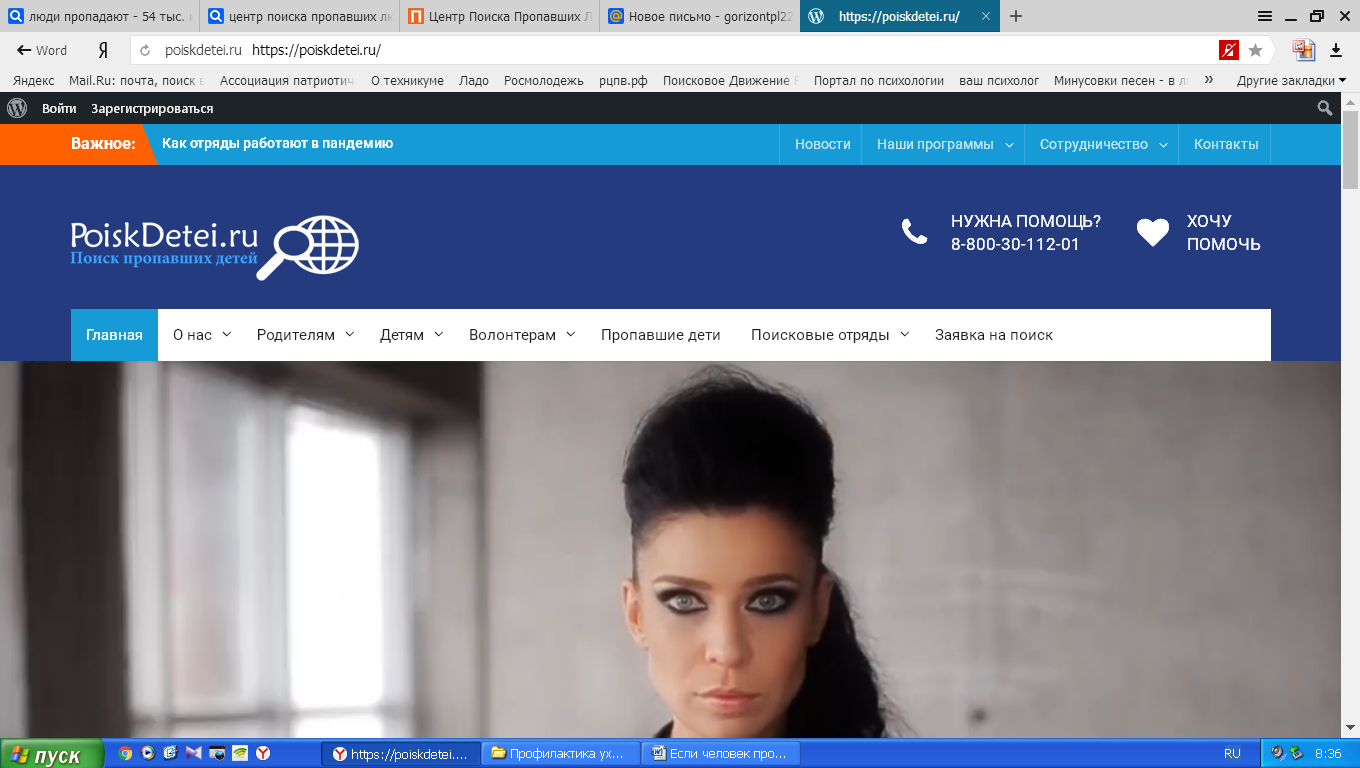 люди пропадают - 54 тыс.
центр поиска пропавших
Центр Поиска Пропавших Л
Новое письмо - gorizontpl22
https://poiskdetei.ru/
Word
Я
poiskdetei.ru https://poiskdetei.ru/
Яндекс Mail.Ru: почта, поиск в Ассоциация патриотич О техникуме Ладо Росмолодежь рцпв.рф Поисковое Движение Портал по психологии ваш психолог Минусовки песен - в » Другие закладки
Войти Зарегистрироваться
Важное: Как отряды работают в пандемию
Новости Наши программы Сотрудничество Контакты
PoiskDetei.ru
Поиск пропавших детей
НУЖНА ПОМОЩЬ?
8-800-30-112-01
ХОЧУ
ПОМОЧЬ
Главная О нас Родителям Детям Волонтерам Пропавшие дети Поисковые отряды Заявка на поиск
пуск
https://poiskdetei....
Профилактика ух...
Если человек про...
RU
8:36